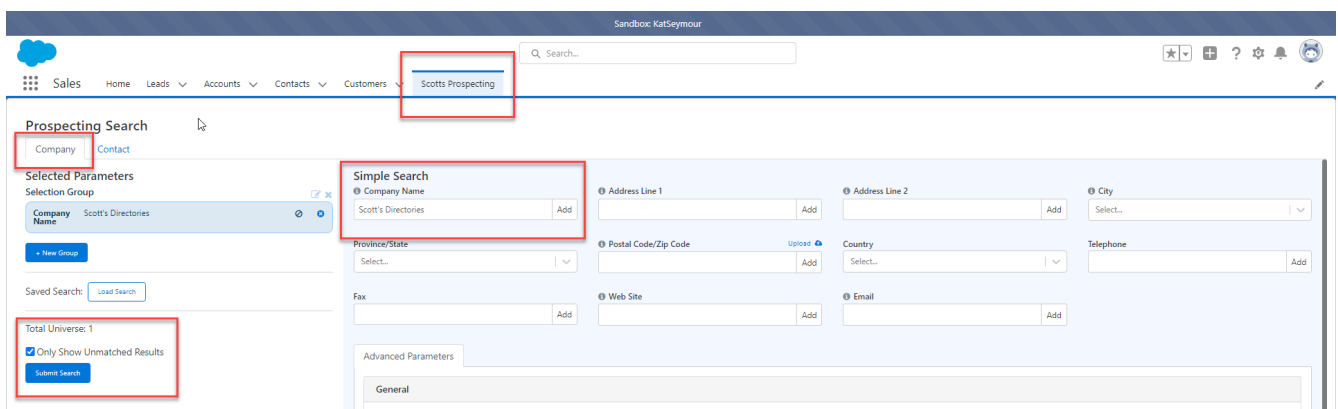 Sandbox: KatSeymour
Search...
Sales Home Leads Accounts Contacts Customers Scotts Prospecting
Prospecting Search
Company Contact
Selected Parameters
Selection Group
Company Name Scott's Directories
+ New Group
Saved Search: Load Search
Total Universe: 1
Only Show Unmatched Results
Submit Search
Simple Search
Company Name Address Line 1 Address Line 2 City
Scott's Directories Add Add Add Select...
Province/State Postal Code/Zip Code Upload Country Telephone
Select... Add Select... Add
Fax Web Site Email
Add Add Add
Advanced Parameters
General